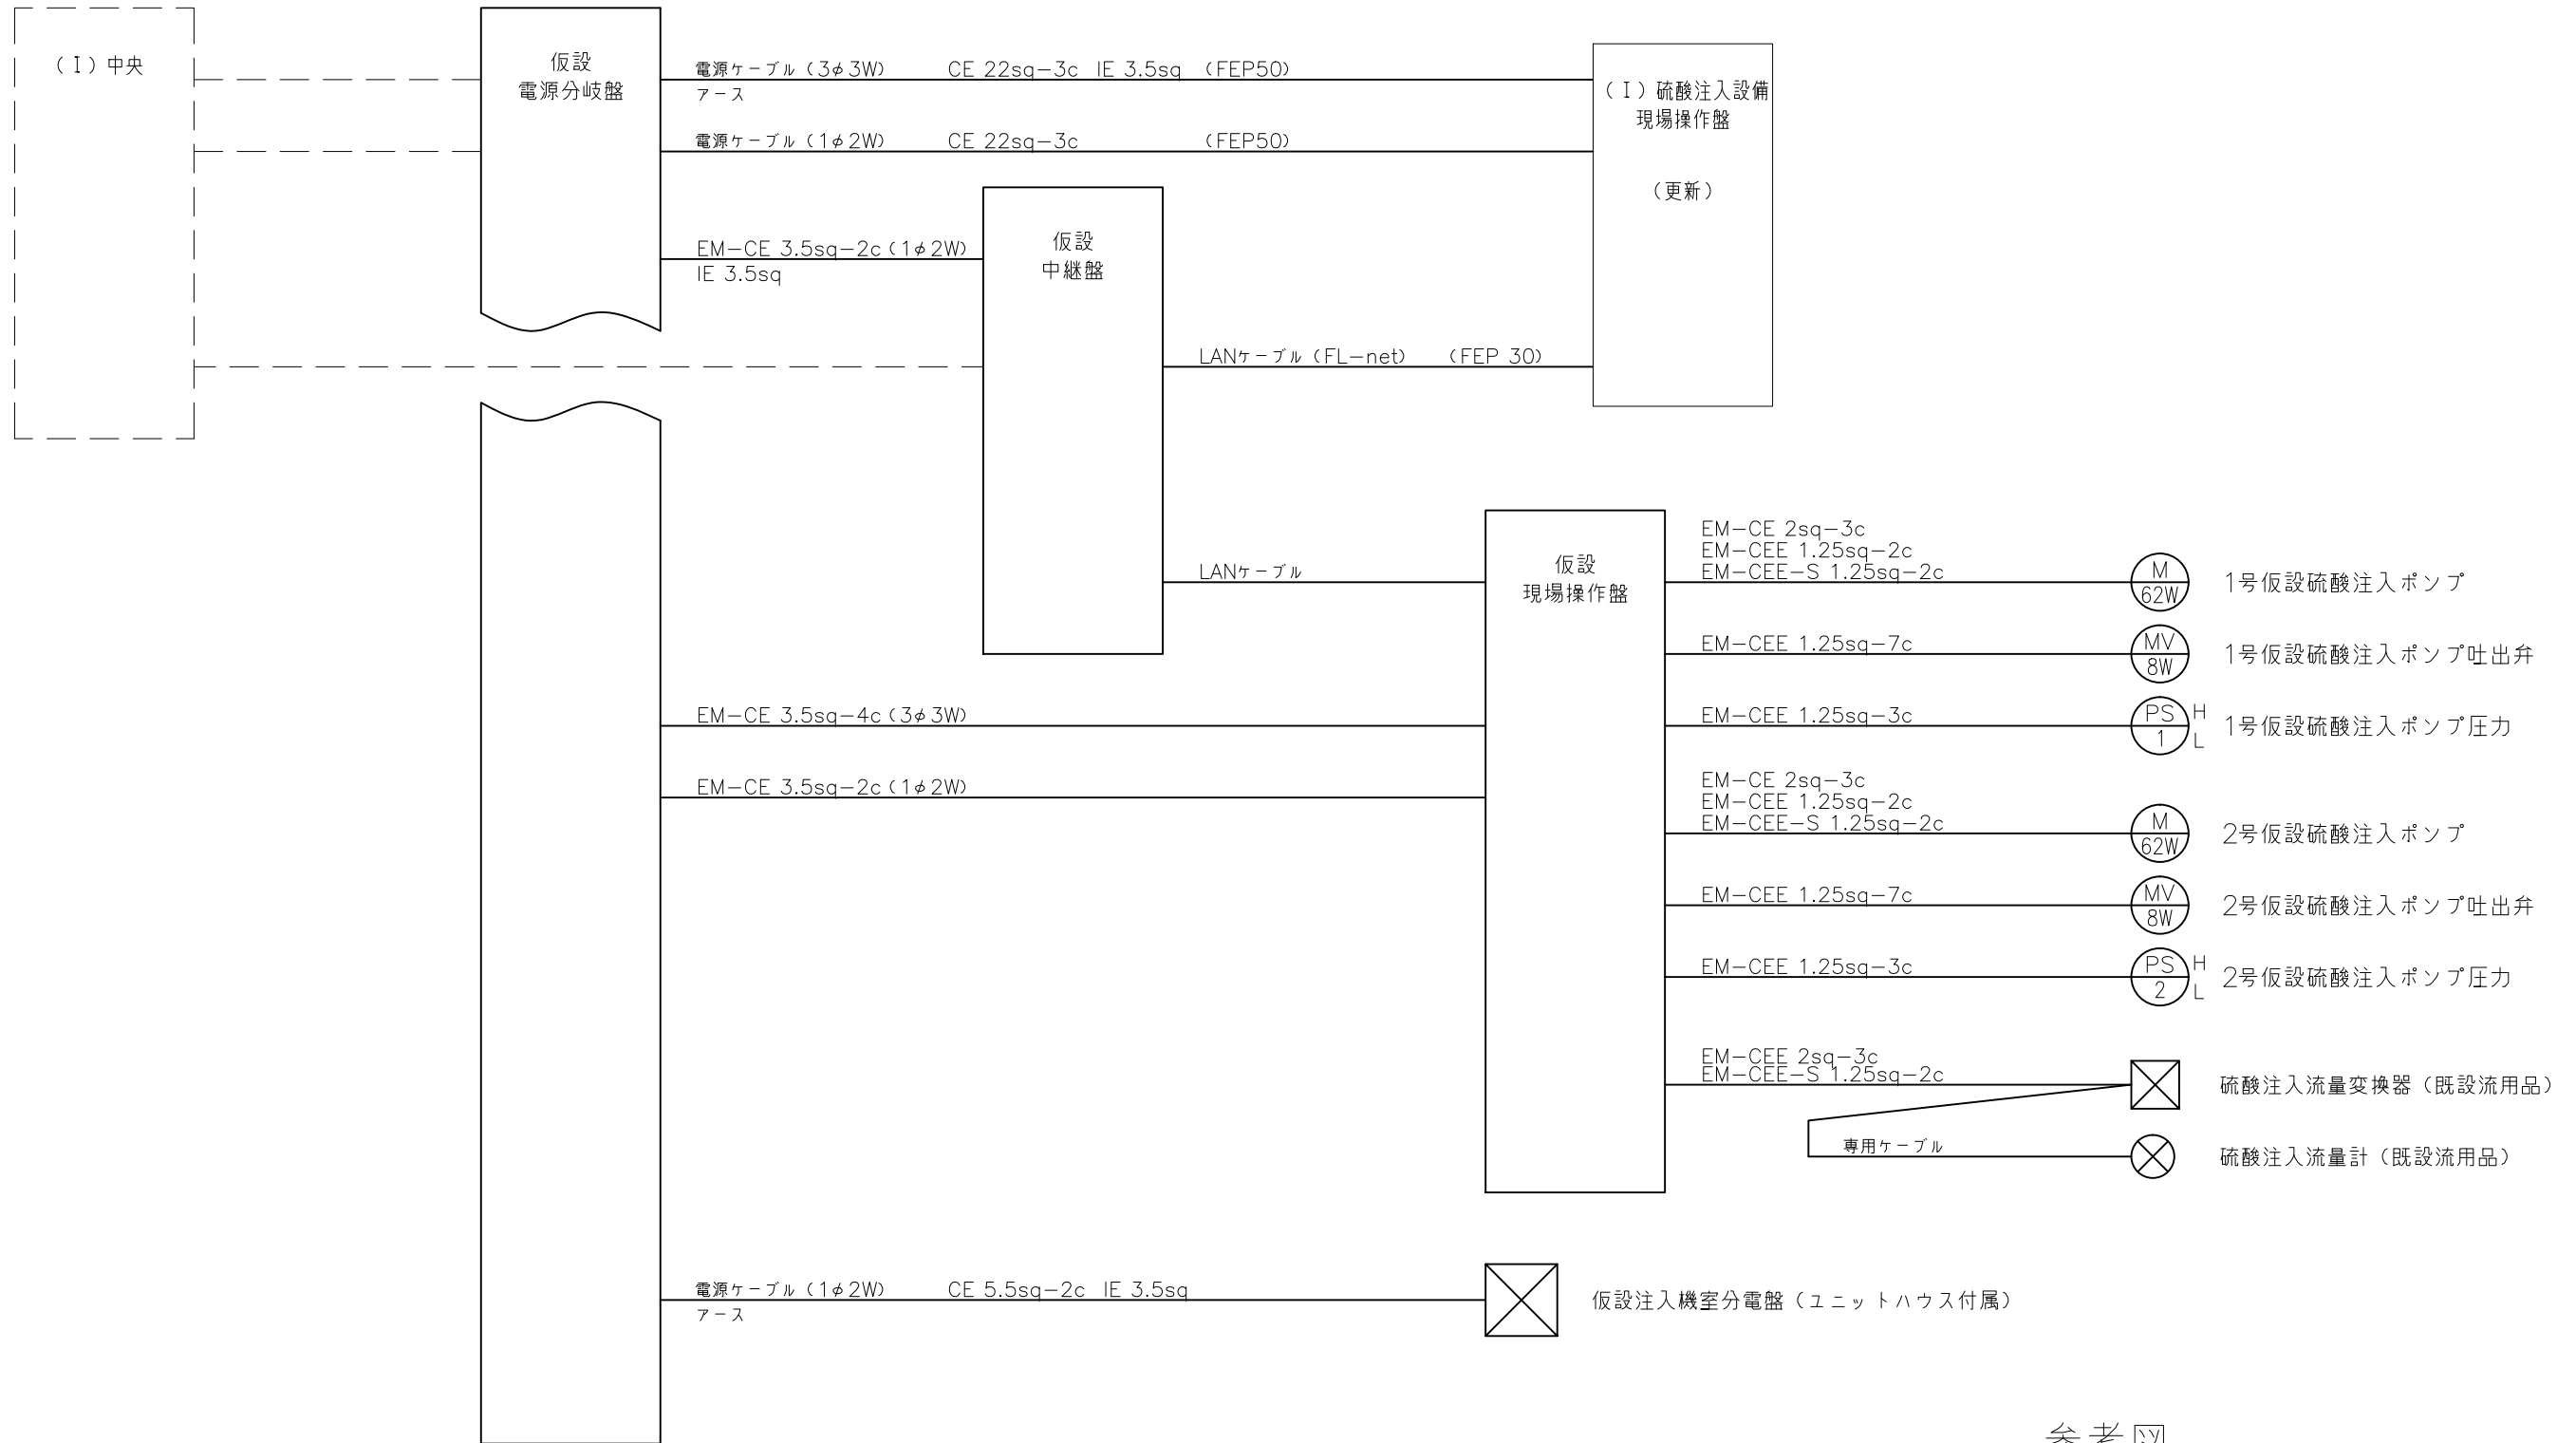 （Ｉ）中央
仮設
電源分岐盤
電源ケーブル（3φ3W） CE 22sq-3c IE 3.5sq （FEP50）
アース
電源ケーブル（1φ2W） CE 22sq-3c （FEP50）
（Ｉ）硫酸注入設備
現場操作盤
（更新）
EM-CE 3.5sq-2c（1φ2W）
IE 3.5sq
仮設
中継盤
LANケーブル（FL-net） （FEP 30）
LANケーブル
仮設
現場操作盤
EM-CE 2sq-3c
EM-CEE 1.25sq-2c
EM-CEE-S 1.25sq-2c
M
62W
1号仮設硫酸注入ポンプ
EM-CEE 1.25sq-7c
MV
8W
1号仮設硫酸注入ポンプ吐出弁
EM-CE 3.5sq-4c（3φ3W）
EM-CEE 1.25sq-3c
PS
1
H
L
1号仮設硫酸注入ポンプ圧力
EM-CE 3.5sq-2c（1φ2W）
EM-CE 2sq-3c
EM-CEE 1.25sq-2c
EM-CEE-S 1.25sq-2c
M
62W
2号仮設硫酸注入ポンプ
EM-CEE 1.25sq-7c
MV
8W
2号仮設硫酸注入ポンプ吐出弁
EM-CEE 1.25sq-3c
PS
2
H
L
2号仮設硫酸注入ポンプ圧力
EM-CEE 2sq-3c
EM-CEE-S 1.25sq-2c
硫酸注入流量変換器（既設流用品）
専用ケーブル
硫酸注入流量計（既設流用品）
電源ケーブル（1φ2W） CE 5.5sq-2c IE 3.5sq
アース
仮設注入機室分電盤（ユニットハウス付属）
参考図